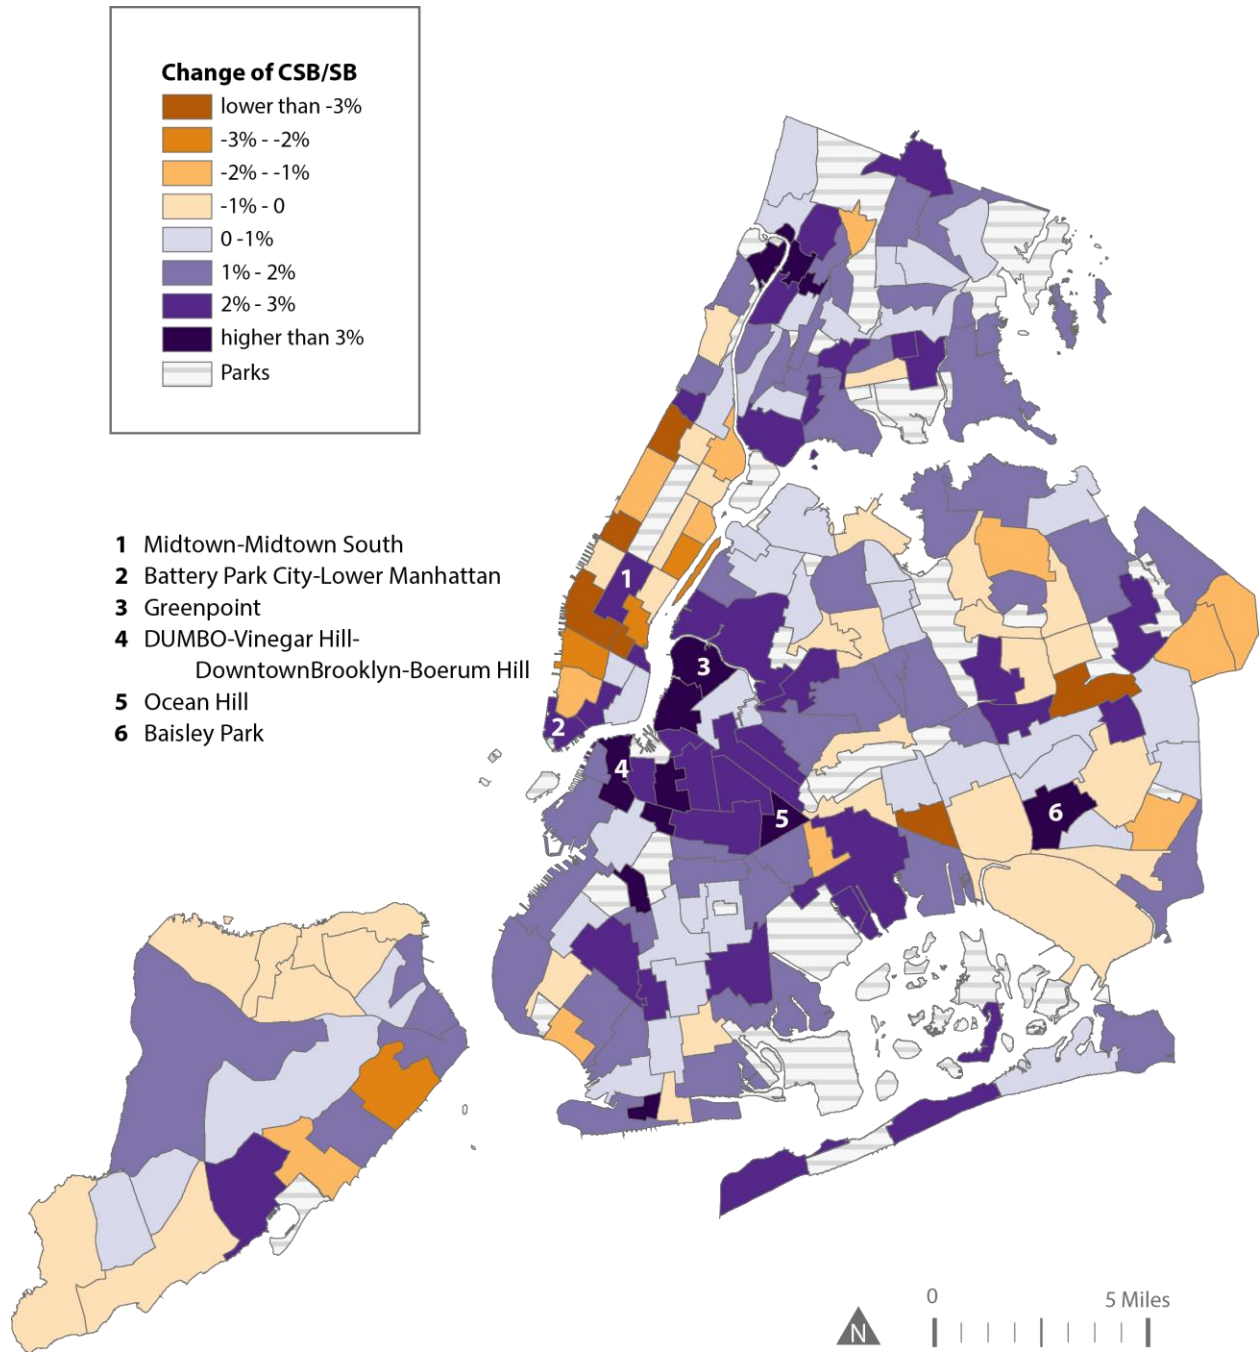 Change of CSB/SB
lower than -3%
-3% - -2%
-2% - -1%
-1% - 0
0 -1%
1% - 2%
2% - 3%
higher than 3%
Parks
1 Midtown-Midtown South
2 Battery Park City-Lower Manhattan
3 Greenpoint
4 DUMBO-Vinegar Hill-
DowntownBrooklyn-Boerum Hill
5 Ocean Hill
6 Baisley Park
1
2
3
4
5
6
N
0
5 Miles